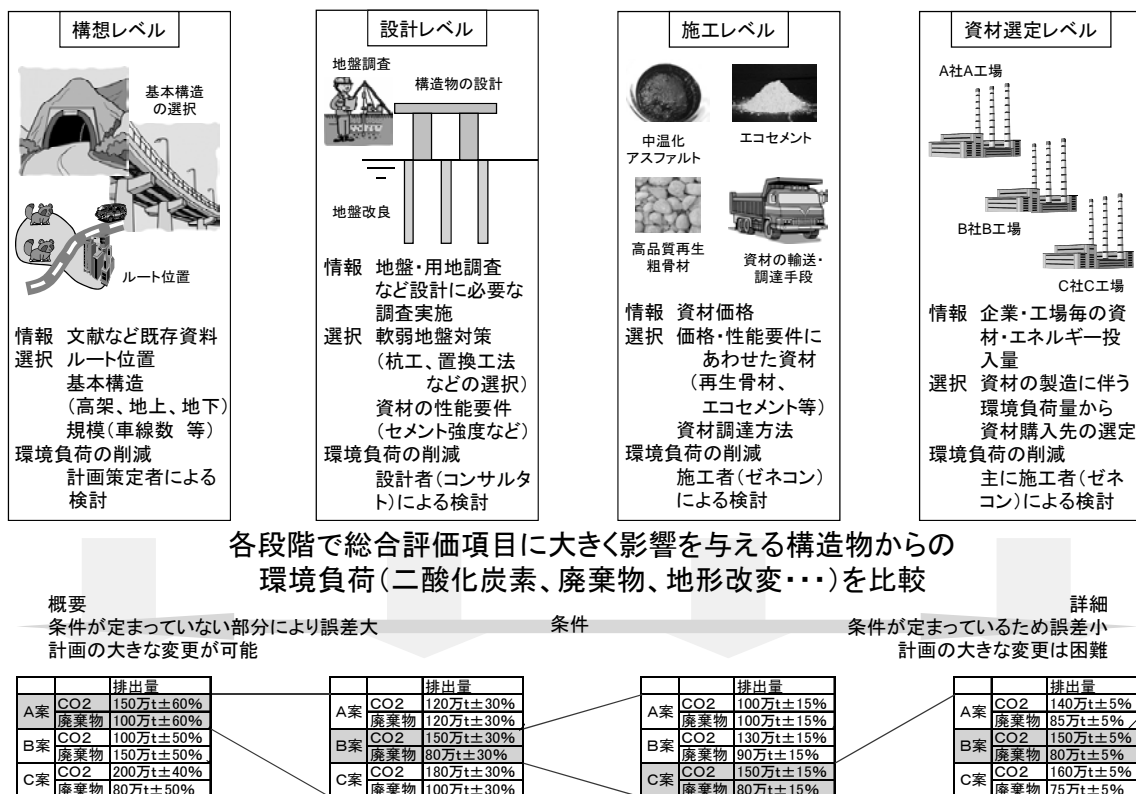 構想レベル
基本構造
の選択
ルート位置
情報 文献など既存資料
選択 ルート位置
基本構造
(高架、地上、地下)
規模(車線数 等)
環境負荷の削減
計画策定者による
検討
設計レベル
地盤調査
構造物の設計
地盤改良
情報 地盤・用地調査
など設計に必要な
調査実施
選択 軟弱地盤対策
(杭工、置換工法
などの選択)
資材の性能要件
(セメント強度など)
環境負荷の削減
設計者(コンサルタ
ト)による検討
施工レベル
中温化
アスファルト
エコセメント
高品質再生
粗骨材
資材の輸送・
調達手段
情報 資材価格
選択 価格・性能要件に
あわせた資材
(再生骨材、
エコセメント等)
資材調達方法
環境負荷の削減
施工者(ゼネコン)
による検討
資材選定レベル
A社A工場
B社B工場
C社C工場
情報 企業・工場毎の資
材・エネルギー投
入量
選択 資材の製造に伴う
環境負荷量から
資材購入先の選定
環境負荷の削減
主に施工者(ゼネ
コン)による検討
各段階で総合評価項目に大きく影響を与える構造物からの
環境負荷(二酸化炭素、廃棄物、地形改変・・・)を比較
概要
条件が定まっていない部分により誤差大
計画の大きな変更が可能
条件
詳細
条件が定まっているため誤差小
計画の大きな変更は困難
排出量
A案 CO2 150万t±60%
廃棄物 100万t±60%
B案 CO2 100万t±50%
廃棄物 150万t±50%
C案 CO2 200万t±40%
廃棄物 80万t±50%
排出量
A案 CO2 120万t±30%
廃棄物 120万t±30%
B案 CO2 150万t±30%
廃棄物 80万t±30%
C案 CO2 180万t±30%
廃棄物 100万t±30%
排出量
A案 CO2 100万t±15%
廃棄物 100万t±15%
B案 CO2 130万t±15%
廃棄物 90万t±15%
C案 CO2 150万t±15%
廃棄物 80万t±15%
排出量
A案 CO2 140万t±5%
廃棄物 85万t±5%
B案 CO2 150万t±5%
廃棄物 80万t±5%
C案 CO2 160万t±5%
廃棄物 75万t±5%